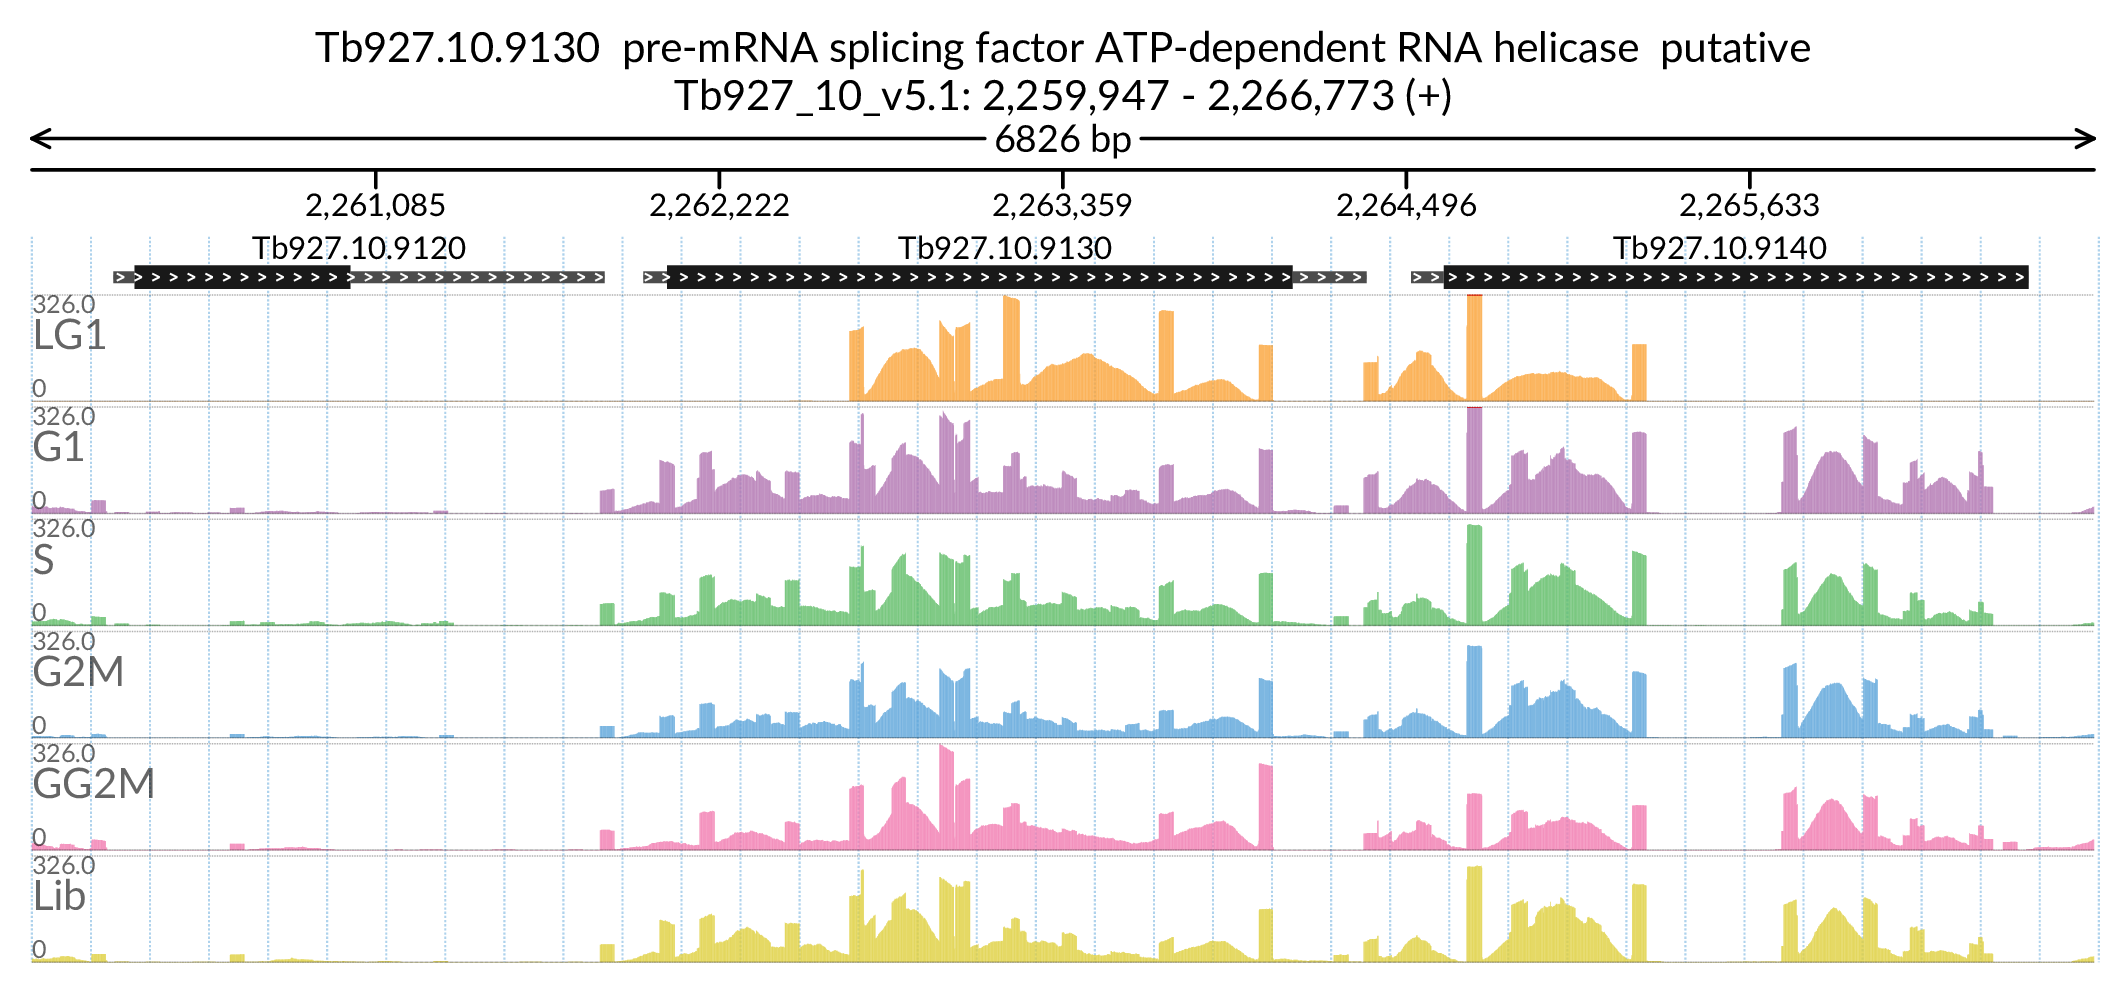 Tb927.10.9130 pre-mRNA splicing factor ATP-dependent RNA helicase putative
Tb927_10_v5.1: 2,259,947 - 2,266,773 (+)
6826 bp
2,261,085 2,262,222 2,263,359 2,264,496 2,265,633
Tb927.10.9120 Tb927.10.9130 Tb927.10.9140
326.0
LG1
0
326.0
G1
0
326.0
S
0
326.0
G2M
0
326.0
GG2M
0
326.0
Lib
0